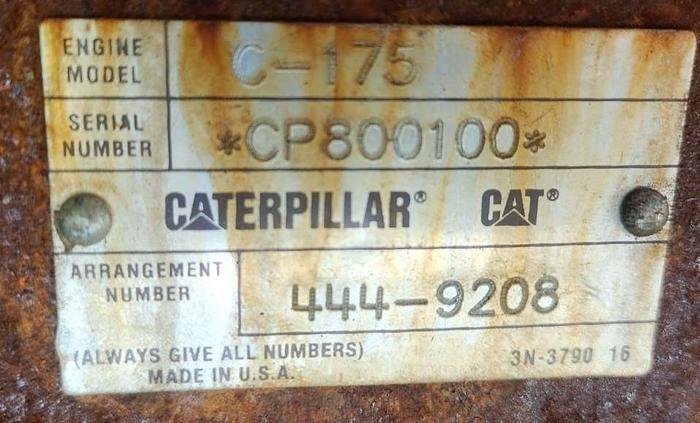 ENGINE MODEL C-175
SERIAL NUMBER *CP800100*
CATERPILLAR® CAT®
ARRANGEMENT NUMBER 444-9208
(ALWAYS GIVE ALL NUMBERS) 3N-3790 16
MADE IN U.S.A.